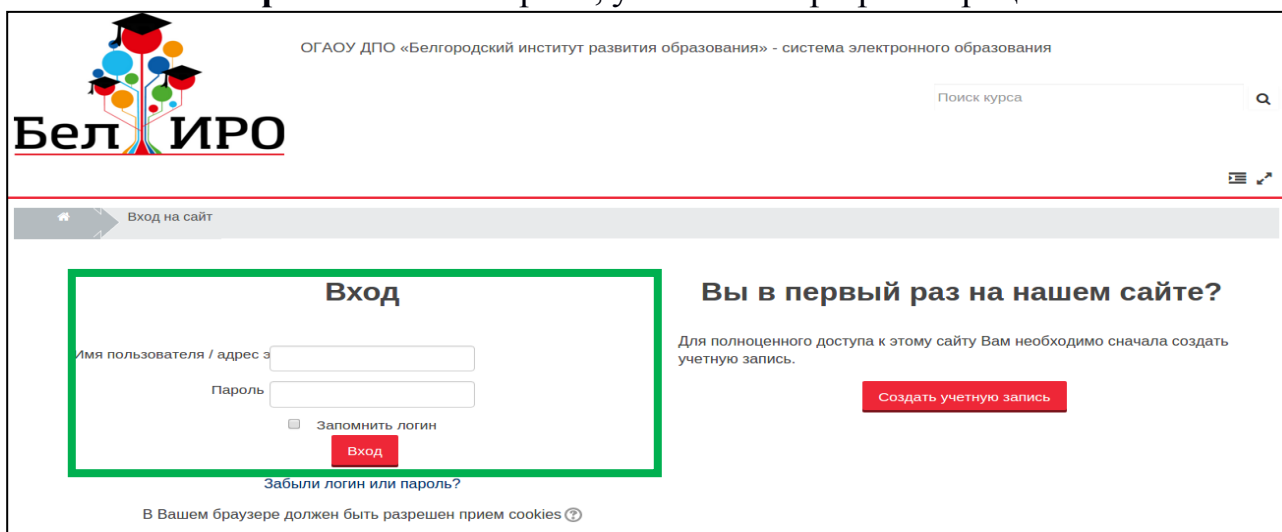 ОГАОУ ДПО «Белгородский институт развития образования» - система электронного образования
Поиск курса
Бел ИРО
Вход на сайт
Вход
Имя пользователя / адрес э
Пароль
Запомнить логин
Вход
Забыли логин или пароль?
В Вашем браузере должен быть разрешен прием cookies
Вы в первый раз на нашем сайте?
Для полноценного доступа к этому сайту Вам необходимо сначала создать
учетную запись.
Создать учетную запись